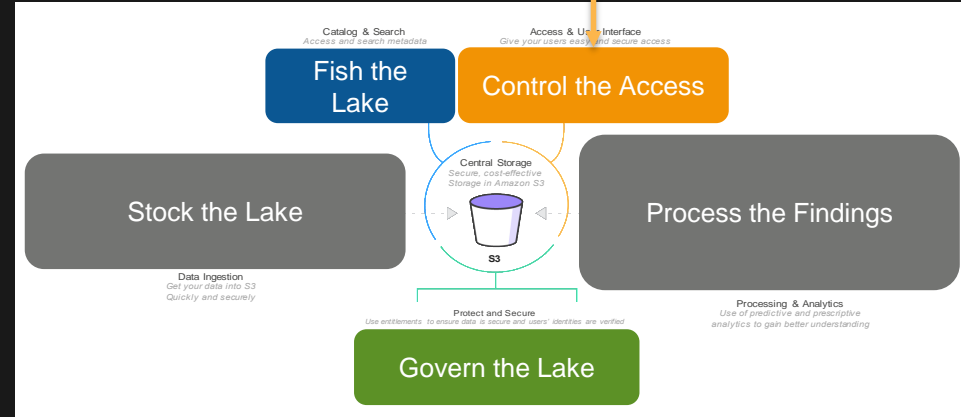 Catalog & Search
Access and search metadata
Fish the
Lake
Access & User Interface
Give your users easy and secure access
Control the Access
Central Storage
Secure, cost-effective
Storage in Amazon S3
S3
Stock the Lake
Data Ingestion
Get your data into S3
Quickly and securely
Process the Findings
Processing & Analytics
Use of predictive and prescriptive
analytics to gain better understanding
Protect and Secure
Use entitlements to ensure data is secure and users' identities are verified
Govern the Lake